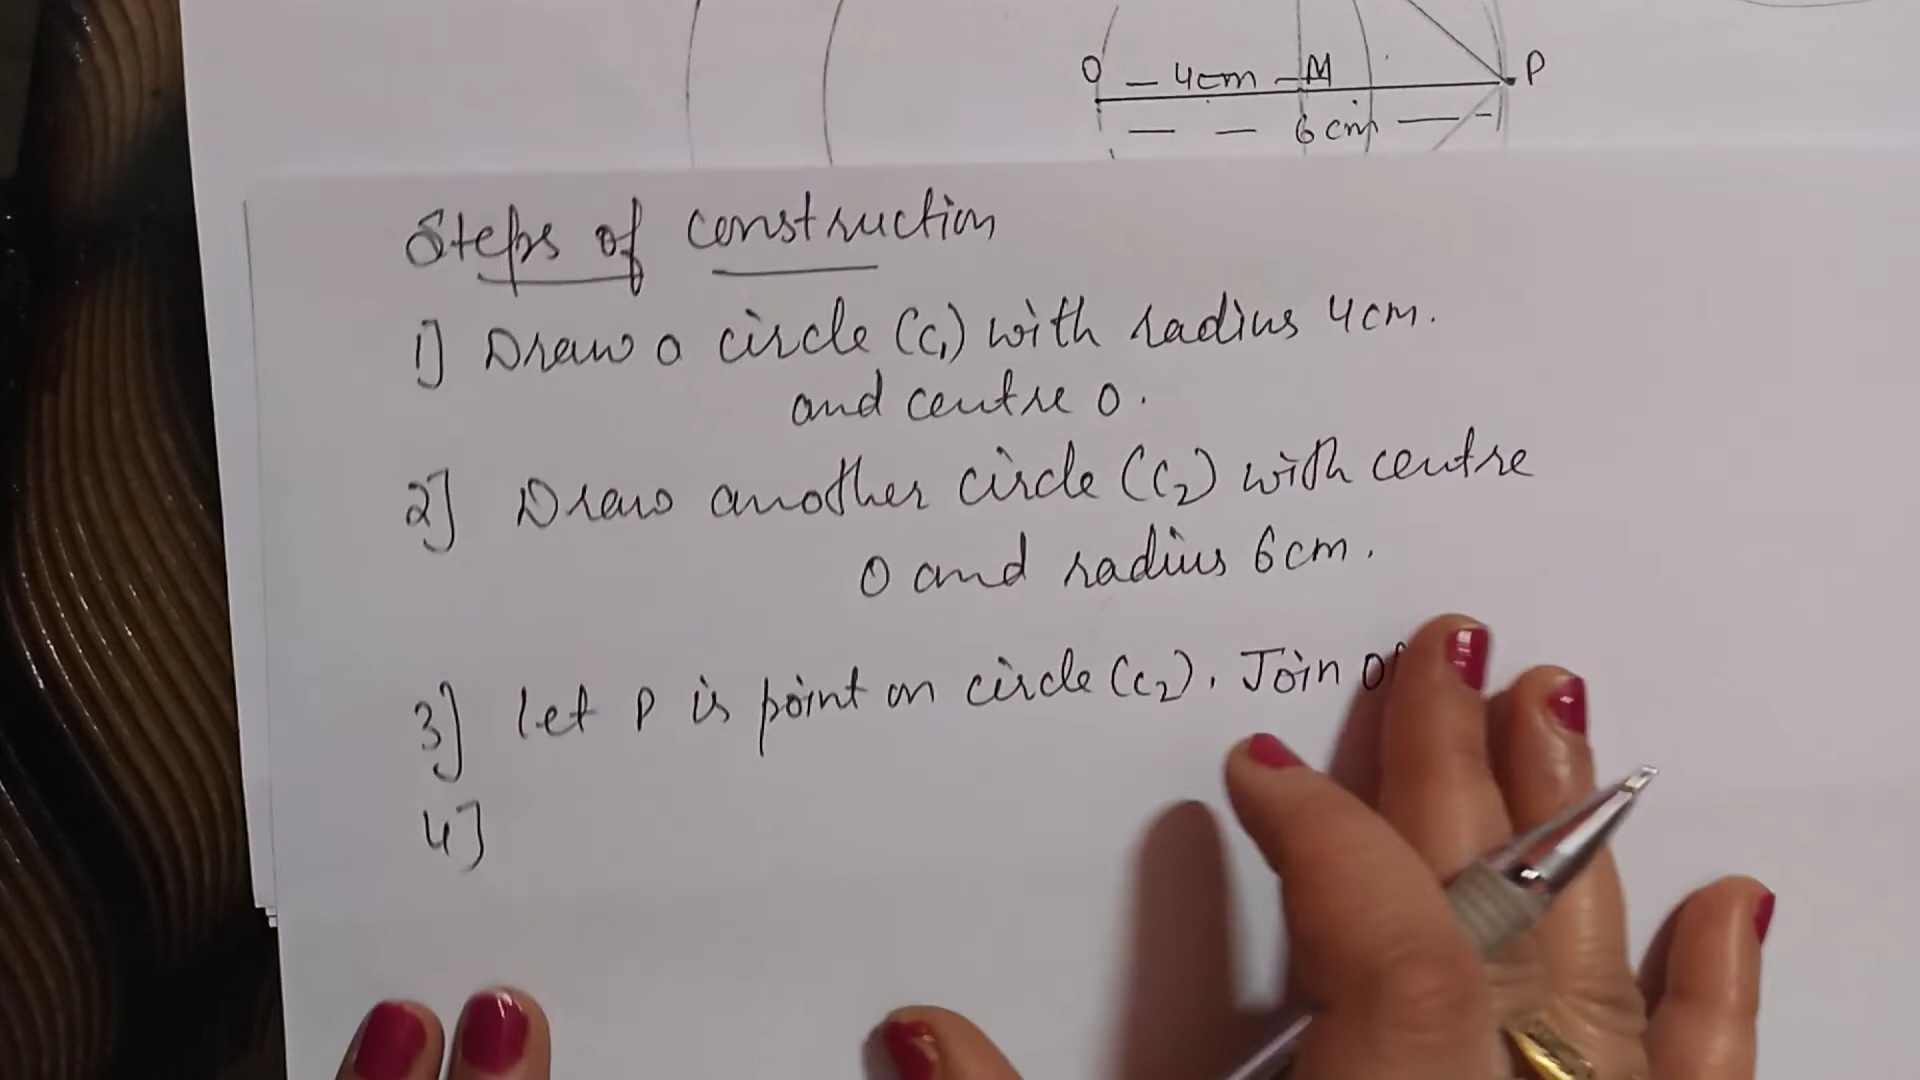 O - 4cm - M P
- - 6 cm - -
Steps of construction
1] Draw a circle (C1) with radius 4cm.
and centre O.
2] Draw another circle (C2) with centre
O and radius 6cm.
3] let P is point on circle (C2). Join
4]